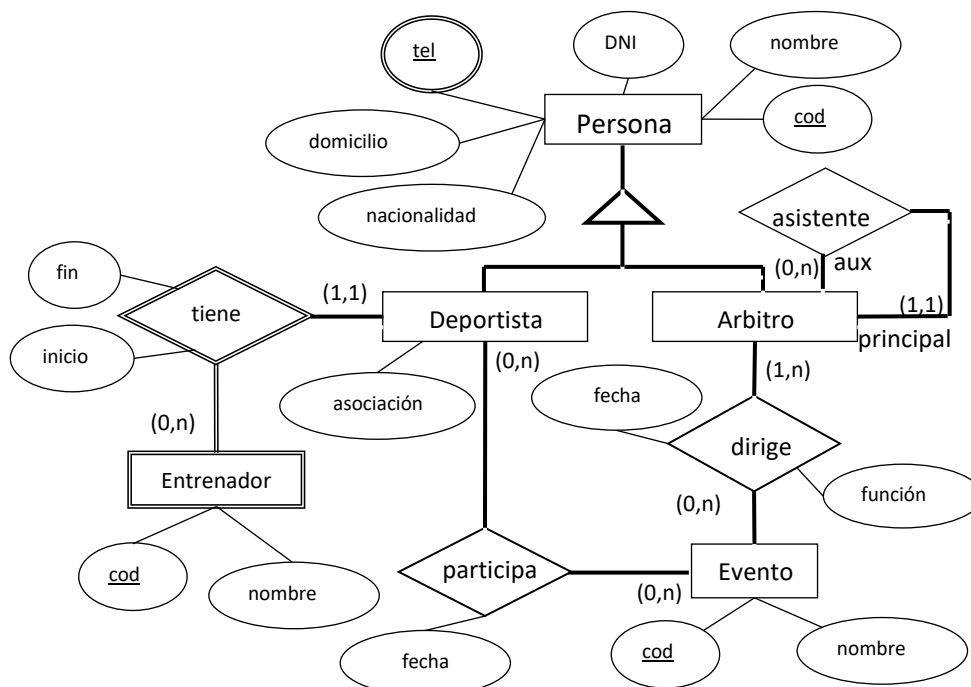 tel
DNI
nombre
Persona
domicilio
cod
nacionalidad
asistente
fin
(0,n)
aux
tiene
(1,1)
Deportista
Arbitro
(1,1)
principal
inicio
(0,n)
(1,n)
asociación
fecha
(0,n)
dirige
Entrenador
función
(0,n)
cod
nombre
participa
Evento
(0,n)
fecha
cod
nombre